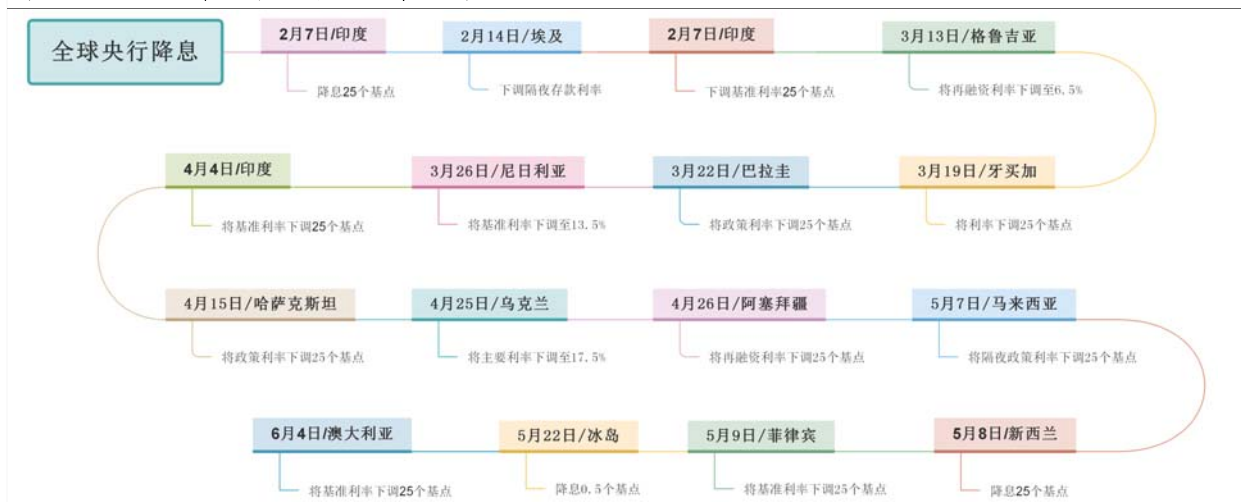 全球央行降息
2月7日/印度
降息25个基点
2月14日/埃及
下调隔夜存款利率
2月7日/印度
下调基准利率25个基点
3月13日/格鲁吉亚
将再融资利率下调至6.5%
3月19日/牙买加
将利率下调25个基点
3月22日/巴拉圭
将政策利率下调25个基点
3月26日/尼日利亚
将基准利率下调至13.5%
4月4日/印度
将基准利率下调25个基点
4月15日/哈萨克斯坦
将政策利率下调25个基点
4月25日/乌克兰
将主要利率下调至17.5%
4月26日/阿塞拜疆
将再融资利率下调25个基点
5月7日/马来西亚
将隔夜政策利率下调25个基点
5月8日/新西兰
降息25个基点
5月9日/菲律宾
将基准利率下调25个基点
5月22日/冰岛
降息0.5个基点
6月4日/澳大利亚
将基准利率下调25个基点